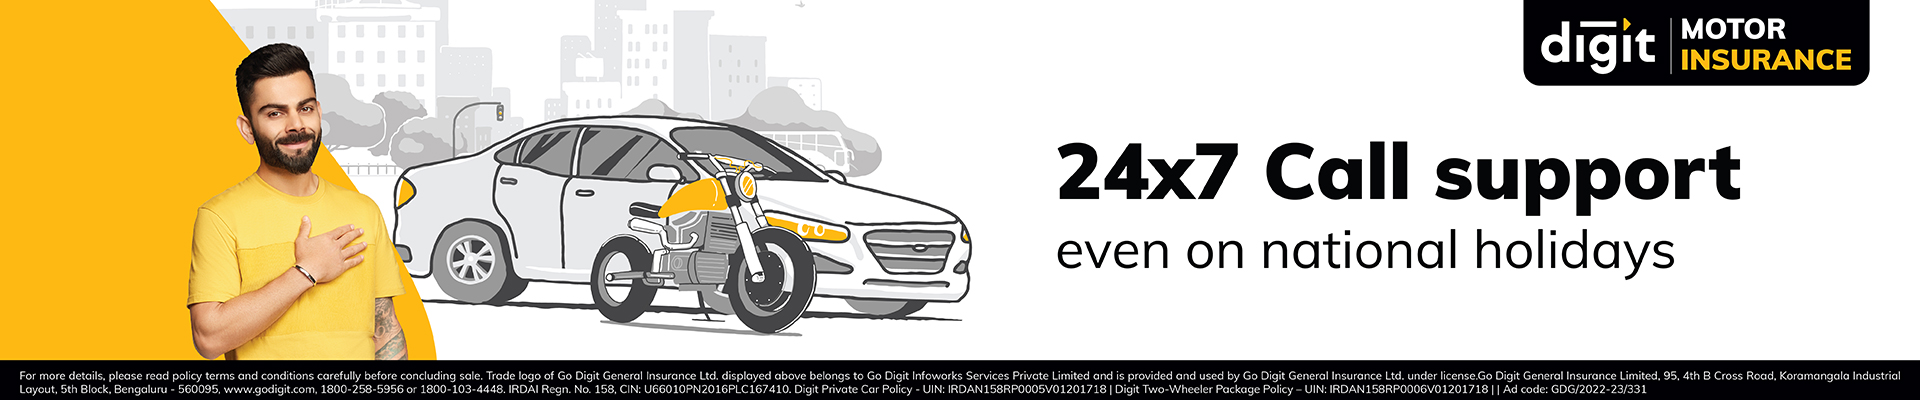 digit
MOTOR
INSURANCE
24x7 Call support
even on national holidays
For more details, please read policy terms and conditions carefully before concluding sale. Trade logo of Go Digit General Insurance Ltd. displayed above belongs to Go Digit Infoworks Services Private Limited and is provided and used by Go Digit General Insurance Ltd. under license.Go Digit General Insurance Limited, 95, 4th B Cross Road, Koramangala Industrial
Layout, 5th Block, Bengaluru - 560095, www.godigit.com, 1800-258-5956 or 1800-103-4448. IRDAI Regn. No. 158, CIN: U66010PN2016PLC167410. Digit Private Car Policy - UIN: IRDAN158RP0005V01201718 | Digit Two-Wheeler Package Policy – UIN: IRDAN158RP0006V01201718 | | Ad code: GDG/2022-23/331